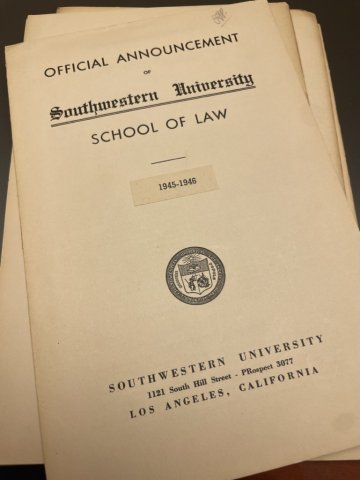 OFFICIAL ANNOUNCEMENT
OF
Southwestern University
SCHOOL OF LAW
1945-1946
SOUTHWESTERN UNIVERSITY
1121 South Hill Street - PRospect 3077
LOS ANGELES, CALIFORNIA